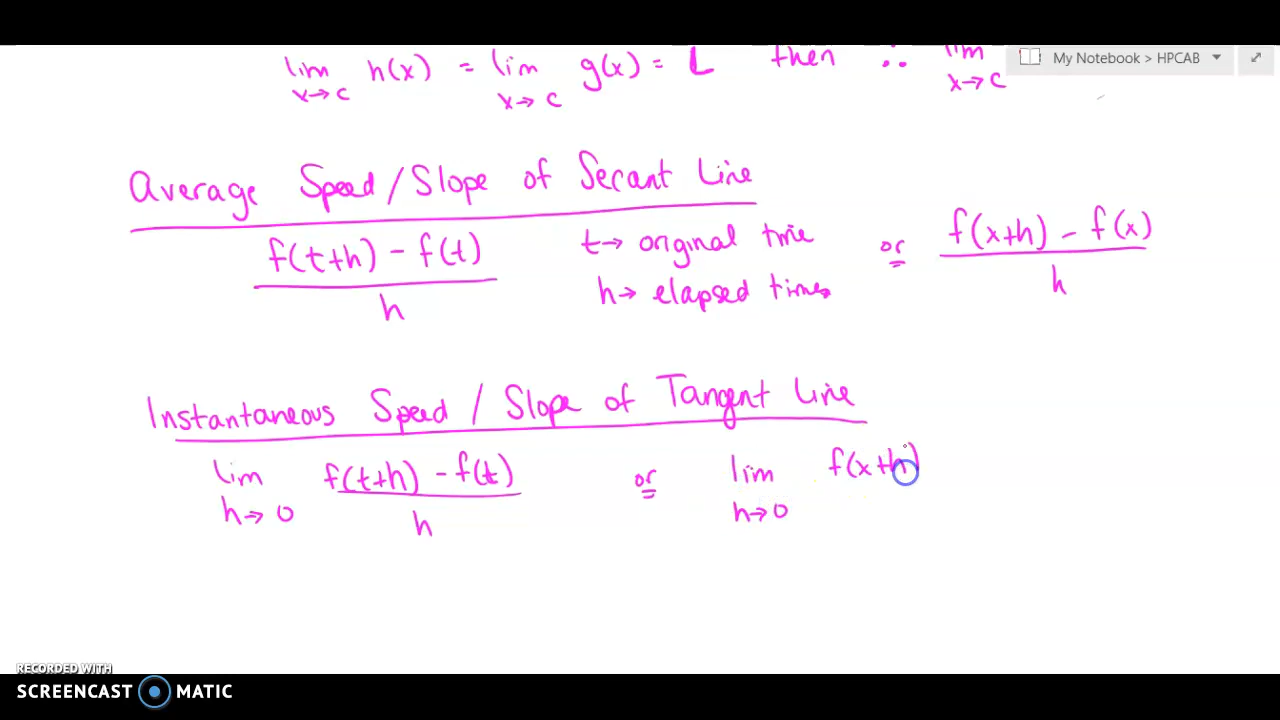 lim h(x) = lim g(x) = L then ∴ lim
x→c x→c x→c
My Notebook > HPCAB
Average Speed/Slope of Secant Line
f(t+h) - f(t) t→ original time or f(x+h) - f(x)
h h→ elapsed time h
Instantaneous Speed / Slope of Tangent Line
lim f(t+h) - f(t) or lim f(x+h)
h→0 h h→0
RECORDED WITH
SCREENCAST MATIC